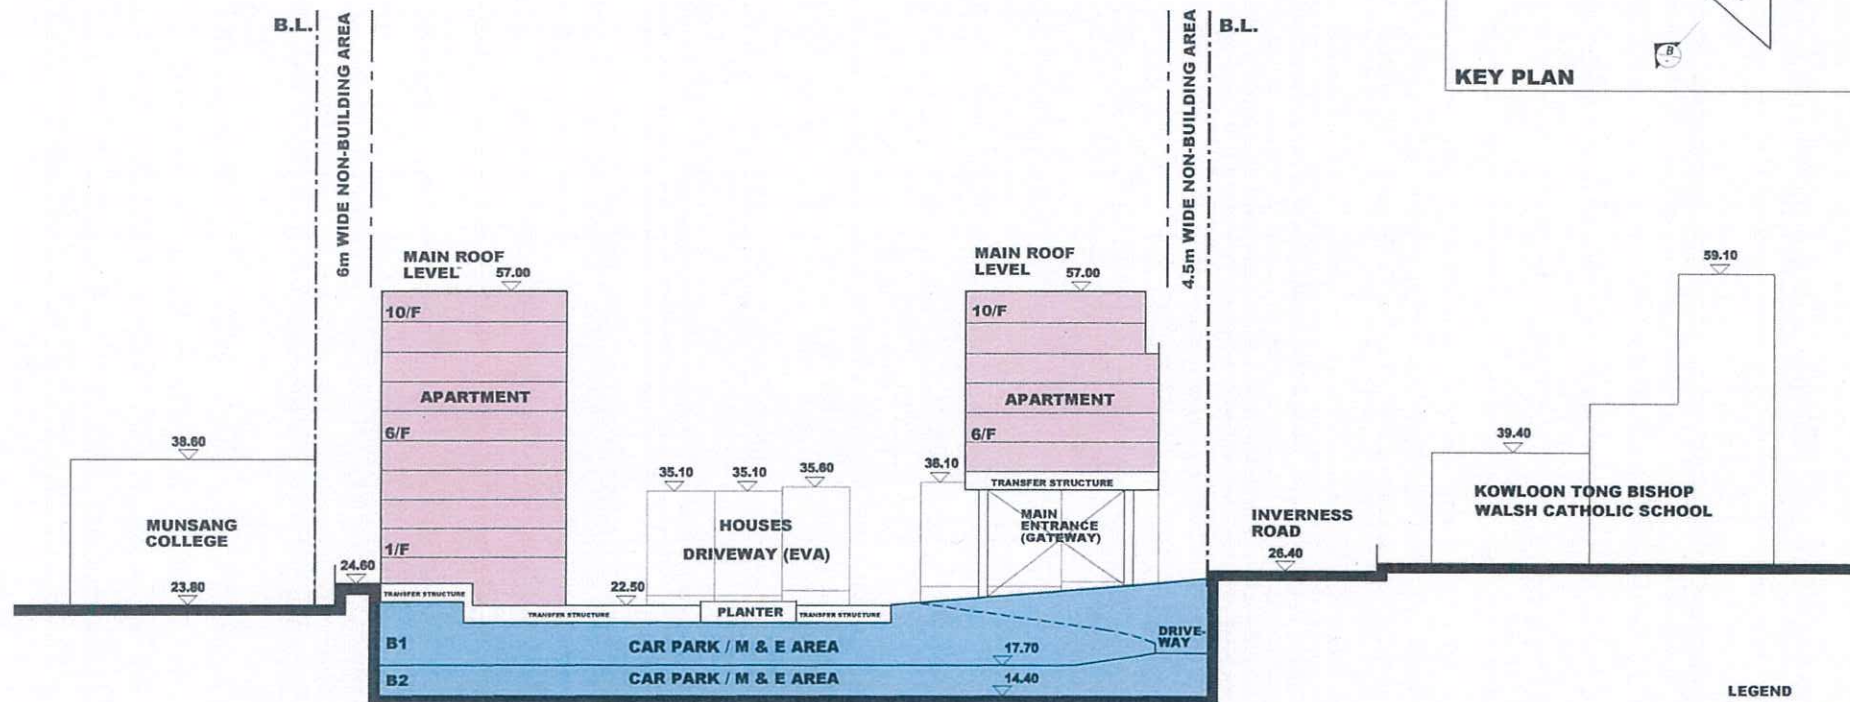 B.L.
6m WIDE NON-BUILDING AREA
4.5m WIDE NON-BUILDING AREA
B.L.
B
KEY PLAN
MAIN ROOF
LEVEL
57.00
MAIN ROOF
LEVEL
57.00
59.10
10/F
APARTMENT
6/F
1/F
10/F
APARTMENT
6/F
TRANSFER STRUCTURE
38.60
MUNSANG
COLLEGE
23.80
24.60
35.10
35.10
35.60
36.10
HOUSES
DRIVEWAY (EVA)
MAIN
ENTRANCE
(GATEWAY)
INVERNESS
ROAD
26.40
39.40
KOWLOON TONG BISHOP
WALSH CATHOLIC SCHOOL
TRANSFER STRUCTURE
22.50
TRANSFER STRUCTURE
PLANTER
TRANSFER STRUCTURE
B1
CAR PARK / M & E AREA
17.70
DRIVE-
WAY
B2
CAR PARK / M & E AREA
14.40
LEGEND